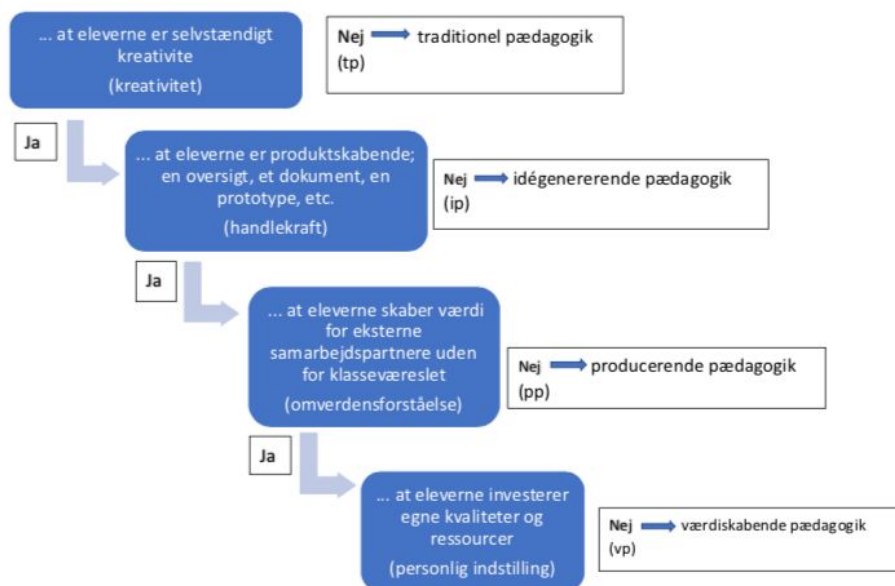 ... at eleverne er selvstændigt
kreativite
(kreativitet)
Nej traditionel pædagogik
(tp)
Ja
... at eleverne er produktskabende;
en oversigt, et dokument, en
prototype, etc.
(handlekraft)
Nej idégenererende pædagogik
(ip)
Ja
... at eleverne skaber værdi
for eksterne
samarbejdspartnere uden
for klasseværeslet
(omverdensforståelse)
Nej producerende pædagogik
(pp)
Ja
... at eleverne investerer
egne kvaliteter og
ressourcer
(personlig indstilling)
Nej værdiskabende pædagogik
(vp)